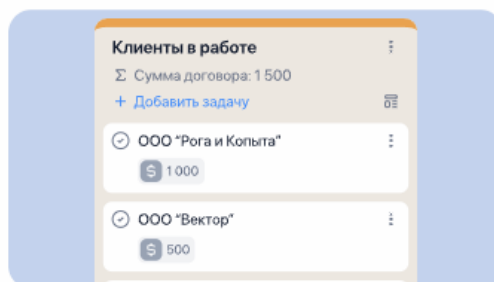 Клиенты в работе
Σ Сумма договора: 1 500
+ Добавить задачу
ООО “Рога и Копыта”
$ 1 000
ООО “Вектор”
$ 500